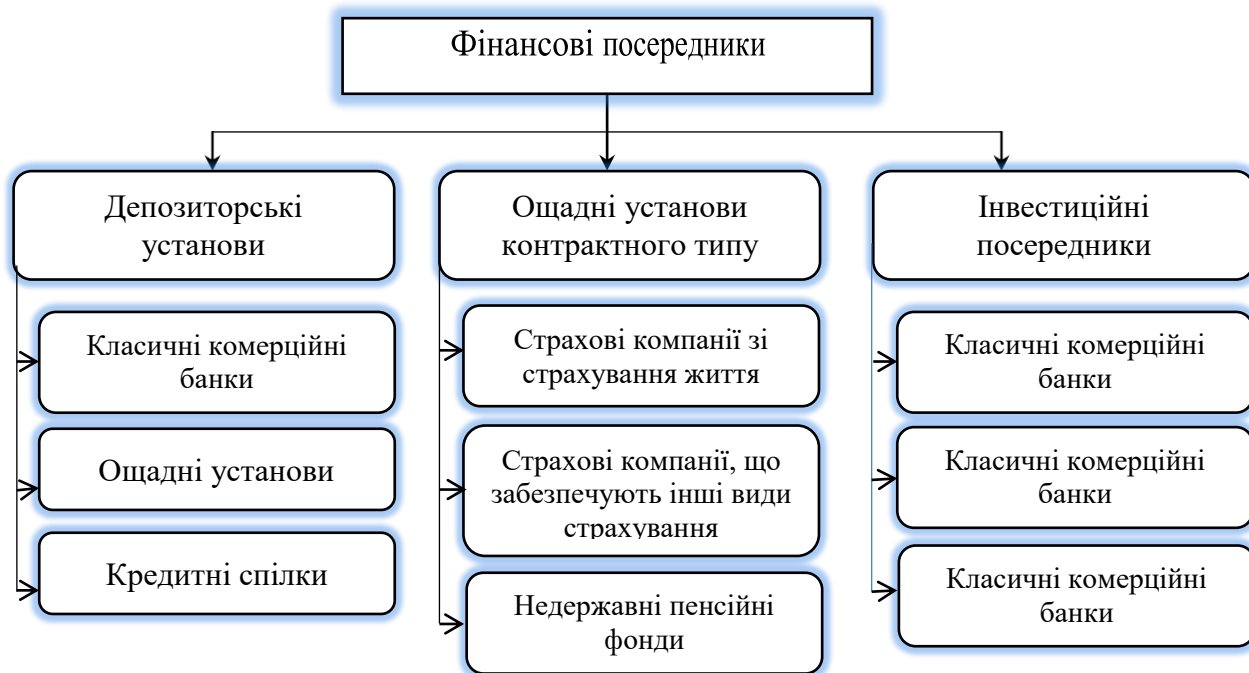 Фінансові посередники
Депозиторські
установи
Класичні комерційні
банки
Ощадні установи
Кредитні спілки
Ощадні установи
контрактного типу
Страхові компанії зі
страхування життя
Страхові компанії, що
забезпечують інші види
страхування
Недержавні пенсійні
фонди
Інвестиційні
посередники
Класичні комерційні
банки
Класичні комерційні
банки
Класичні комерційні
банки